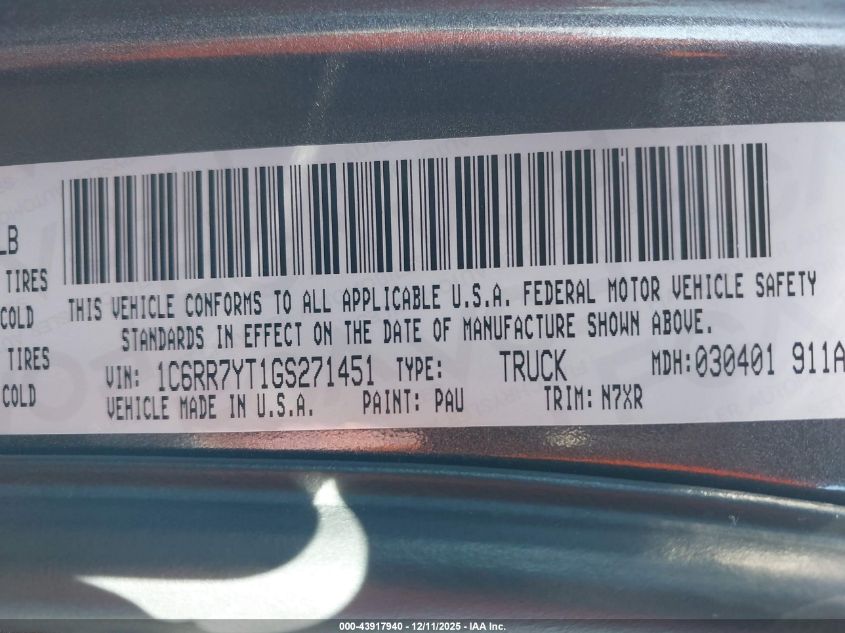 LB
TIRES
COLD
TIRES
COLD
THIS VEHICLE CONFORMS TO ALL APPLICABLE U.S.A. FEDERAL MOTOR VEHICLE SAFETY
STANDARDS IN EFFECT ON THE DATE OF MANUFACTURE SHOWN ABOVE.
VIN: 1C6RR7YT1GS271451 TYPE: TRUCK MDH: 030401 911A
VEHICLE MADE IN U.S.A. PAINT: PAU TRIM: N7XR
000-43917940 - 12/11/2025 - IAA Inc.